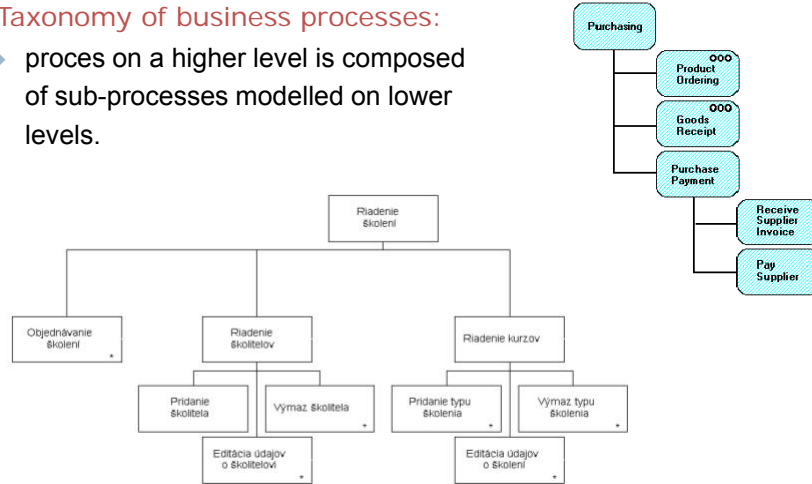 Taxonomy of business processes:
proces on a higher level is composed
of sub-processes modelled on lower
levels.
Purchasing
Product
Ordering
Goods
Receipt
Purchase
Payment
Receive
Supplier
Invoice
Pay
Supplier
Riadenie
školení
Objednávanie
školení
*
Riadenie
školitelov
Riadenie kurzov
Pridanie
školitela
Výmaz školitela
*
Pridanie typu
školenia
*
Výmaz typu
školenia
*
Editácia údajov
o školitelovi
*
Editácia údajov
o školení
*